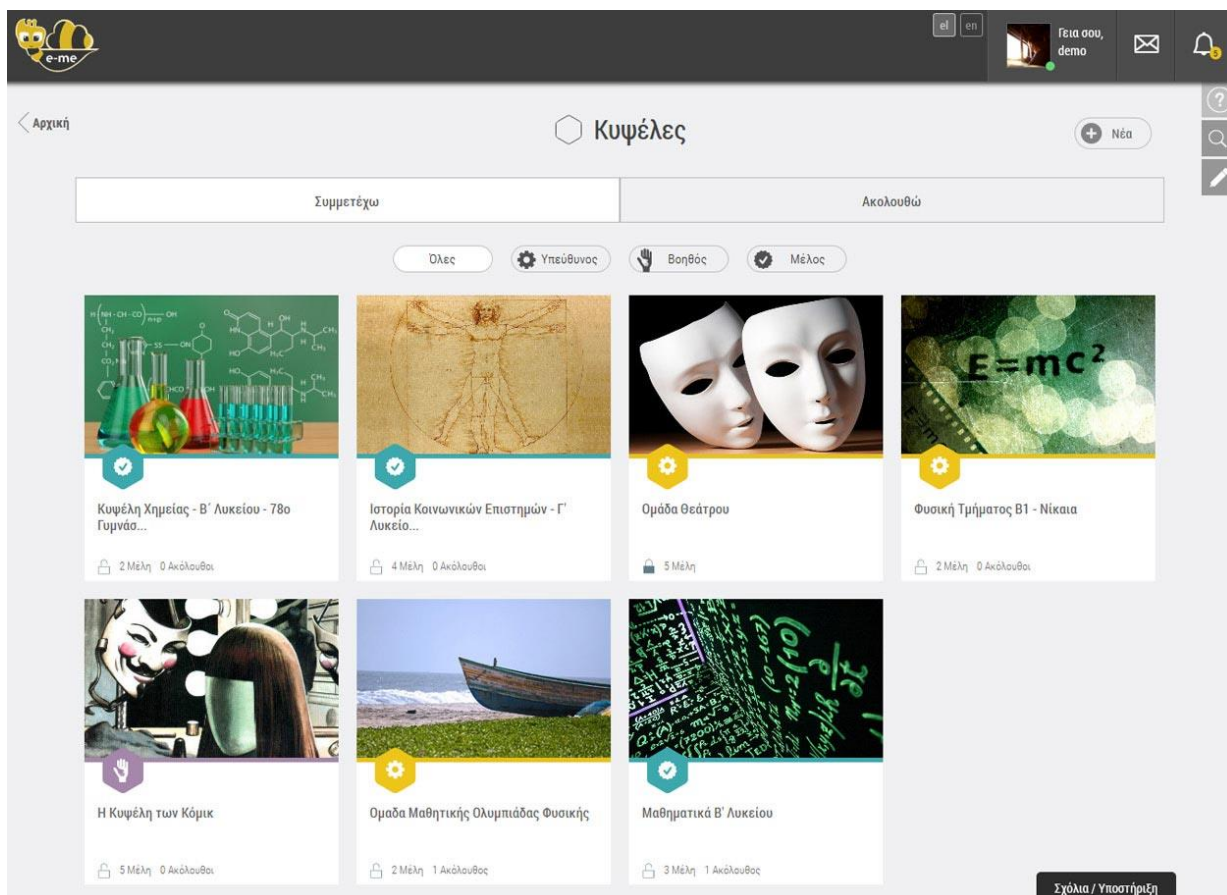 e-me
el en
Γεια σου,
demo
5
Αρχική
Κυψέλες
Νέα
Συμμετέχω
Ακολουθώ
Όλες
Υπεύθυνος
Βοηθός
Μέλος
E=mc²
Κυψέλη Χημείας - Β΄ Λυκείου - 78ο
Γυμνάσ...
2 Μέλη 0 Ακόλουθοι
Ιστορία Κοινωνικών Επιστημών - Γ΄
Λυκείο...
4 Μέλη 0 Ακόλουθοι
Ομάδα Θεάτρου
5 Μέλη
Φυσική Τμήματος Β1 - Νίκαια
2 Μέλη 0 Ακόλουθοι
Η Κυψέλη των Κόμικ
5 Μέλη 0 Ακόλουθοι
Ομαδα Μαθητικής Ολυμπιάδας Φυσικής
2 Μέλη 1 Ακόλουθος
Μαθηματικά Β' Λυκείου
3 Μέλη 1 Ακόλουθος
Σχόλια / Υποστήριξη